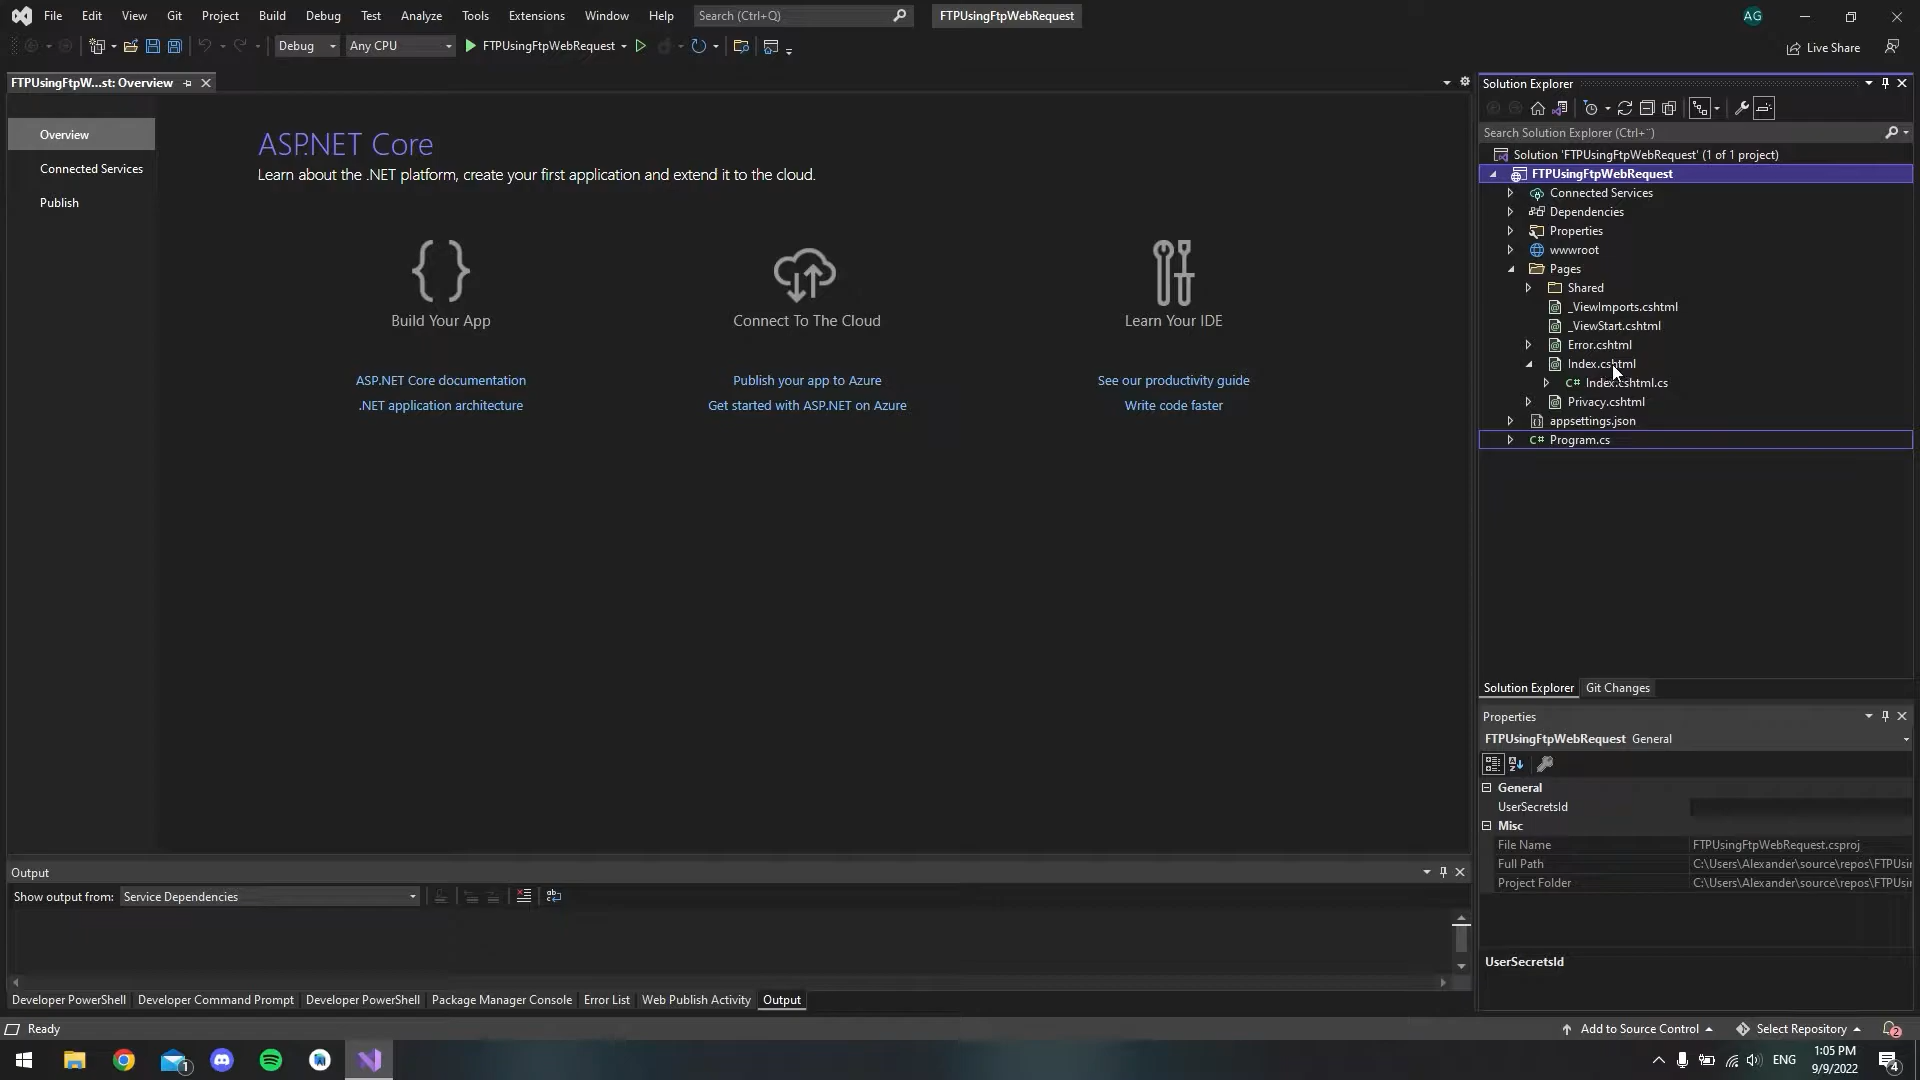 File Edit View Git Project Build Debug Test Analyze Tools Extensions Window Help Search (Ctrl+Q) FTPUsingFtpWebRequest AG
Debug Any CPU FTPUsingFtpWebRequest Live Share
FTPUsingFtpW...st: Overview
Overview
Connected Services
Publish
ASP.NET Core
Learn about the .NET platform, create your first application and extend it to the cloud.
Build Your App
ASP.NET Core documentation
.NET application architecture
Connect To The Cloud
Publish your app to Azure
Get started with ASP.NET on Azure
Learn Your IDE
See our productivity guide
Write code faster
Solution Explorer
Search Solution Explorer (Ctrl+¨)
Solution 'FTPUsingFtpWebRequest' (1 of 1 project)
FTPUsingFtpWebRequest
Connected Services
Dependencies
Properties
wwwroot
Pages
Shared
_ViewImports.cshtml
_ViewStart.cshtml
Error.cshtml
Index.cshtml
C# Index.cshtml.cs
Privacy.cshtml
appsettings.json
C# Program.cs
Solution Explorer Git Changes
Properties
FTPUsingFtpWebRequest General
General
UserSecretsId
Misc
File Name FTPUsingFtpWebRequest.csproj
Full Path C:\Users\Alexander\source\repos\FTPUsi
Project Folder C:\Users\Alexander\source\repos\FTPUsi
UserSecretsId
Output
Show output from: Service Dependencies
Developer PowerShell Developer Command Prompt Developer PowerShell Package Manager Console Error List Web Publish Activity Output
Ready Add to Source Control Select Repository 2
1 ENG 1:05 PM 4
9/9/2022